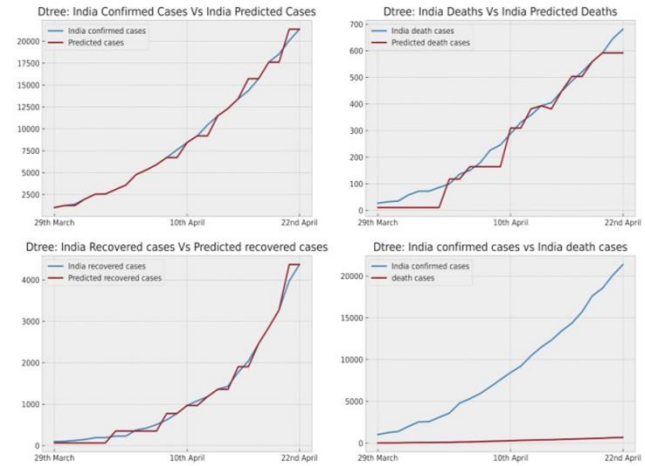 Dtree: India Confirmed Cases Vs India Predicted Cases
India confirmed cases
Predicted cases
20000
17500
15000
12500
10000
7500
5000
2500
29th March
10th April
22nd April
Dtree: India Deaths Vs India Predicted Deaths
India death cases
Predicted death cases
700
600
500
400
300
200
100
0
29th March
10th April
22nd April
Dtree: India Recovered cases Vs Predicted recovered cases
India recovered cases
Predicted recovered cases
4000
3000
2000
1000
0
29th March
10th April
22nd April
Dtree: India confirmed cases vs India death cases
India confirmed cases
death cases
20000
15000
10000
5000
0
29th March
10th April
22nd April